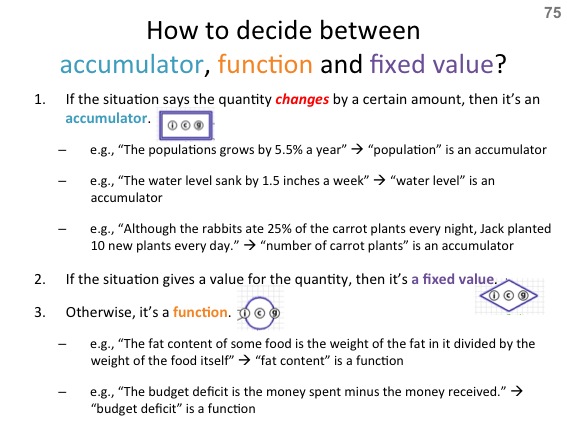 75
How to decide between
accumulator, function and fixed value?
1. If the situation says the quantity changes by a certain amount, then it's an
accumulator.
i c g
– e.g., “The populations grows by 5.5% a year” → “population” is an accumulator
– e.g., “The water level sank by 1.5 inches a week” → “water level” is an
accumulator
– e.g., “Although the rabbits ate 25% of the carrot plants every night, Jack planted
10 new plants every day.” → “number of carrot plants” is an accumulator
2. If the situation gives a value for the quantity, then it's a fixed value.
i c g
3. Otherwise, it's a function.
i c g
– e.g., “The fat content of some food is the weight of the fat in it divided by the
weight of the food itself” → “fat content” is a function
– e.g., “The budget deficit is the money spent minus the money received.” →
“budget deficit” is a function